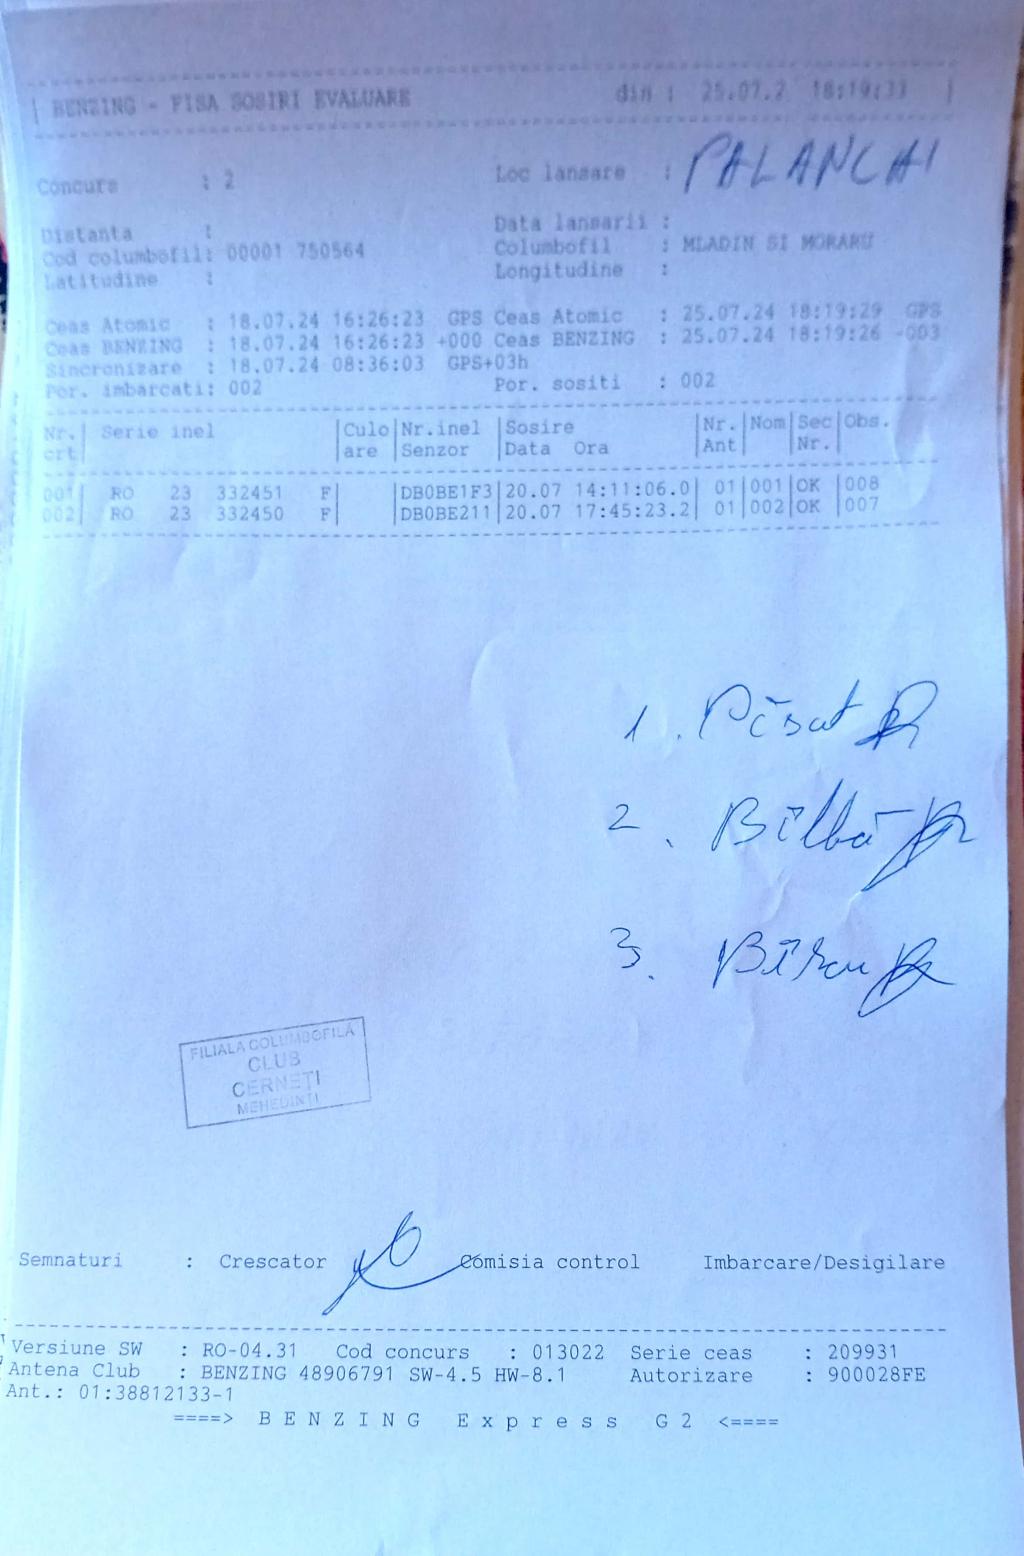 | BENZING - FISA SOSIRI EVALUARE din : 25.07.2 18:19:33 |
Concurs : 2 Loc lansare : PALANCAI
Distanta : Data lansarii :
Cod columbofil: 00001 750564 Columbofil : MLADIN SI MORARU
Latitudine : Longitudine :
Ceas Atomic : 18.07.24 16:26:23 GPS Ceas Atomic : 25.07.24 18:19:29 GPS
Ceas BENZING : 18.07.24 16:26:23 +000 Ceas BENZING : 25.07.24 18:19:26 -003
Sincronizare : 18.07.24 08:36:03 GPS+03h
Por. imbarcati: 002 Por. sositi : 002
Nr.| Serie inel |Culo|Nr.inel |Sosire |Nr.|Nom|Sec|Obs.
crt| |are |Senzor |Data Ora |Ant| |Nr.|
001| RO 23 332451 F| |DB0BE1F3|20.07 14:11:06.0| 01|001|OK |008
002| RO 23 332450 F| |DB0BE211|20.07 17:45:23.2| 01|002|OK |007
1. Pîsat
2. Bîlbă
3. 
FILIALA COLUMBOFILĂ
CLUB
CERNEȚI
MEHEDINȚI
Semnaturi : Crescator Comisia control Imbarcare/Desigilare
Versiune SW : RO-04.31 Cod concurs : 013022 Serie ceas : 209931
Antena Club : BENZING 48906791 SW-4.5 HW-8.1 Autorizare : 900028FE
Ant.: 01:38812133-1
====> B E N Z I N G E x p r e s s G 2 <====